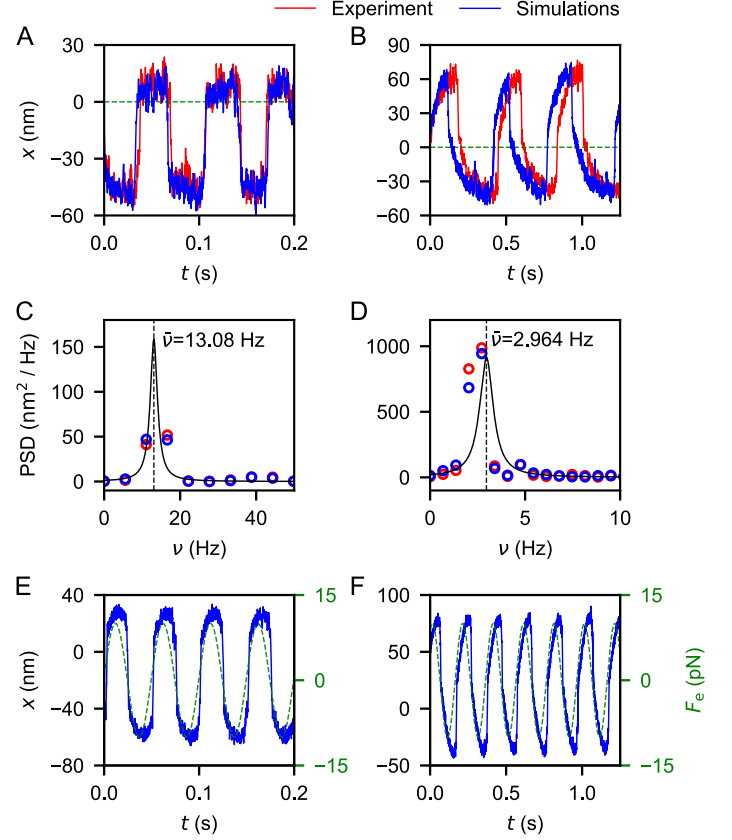 Experiment Simulations
A B
30
0
−30
−60
x (nm)
0.0 0.1 0.2
t (s)
90
60
30
0
−30
−60
0.0 0.5 1.0
t (s)
C D
150
100
50
0
PSD (nm² / Hz)
ν̄=13.08 Hz
0 20 40
ν (Hz)
1000
500
0
ν̄=2.964 Hz
0 5 10
ν (Hz)
E F
40
0
−40
−80
x (nm)
15
0
−15
0.0 0.1 0.2
t (s)
100
50
0
−50
15
0
−15
Fₑ (pN)
0.0 0.5 1.0
t (s)